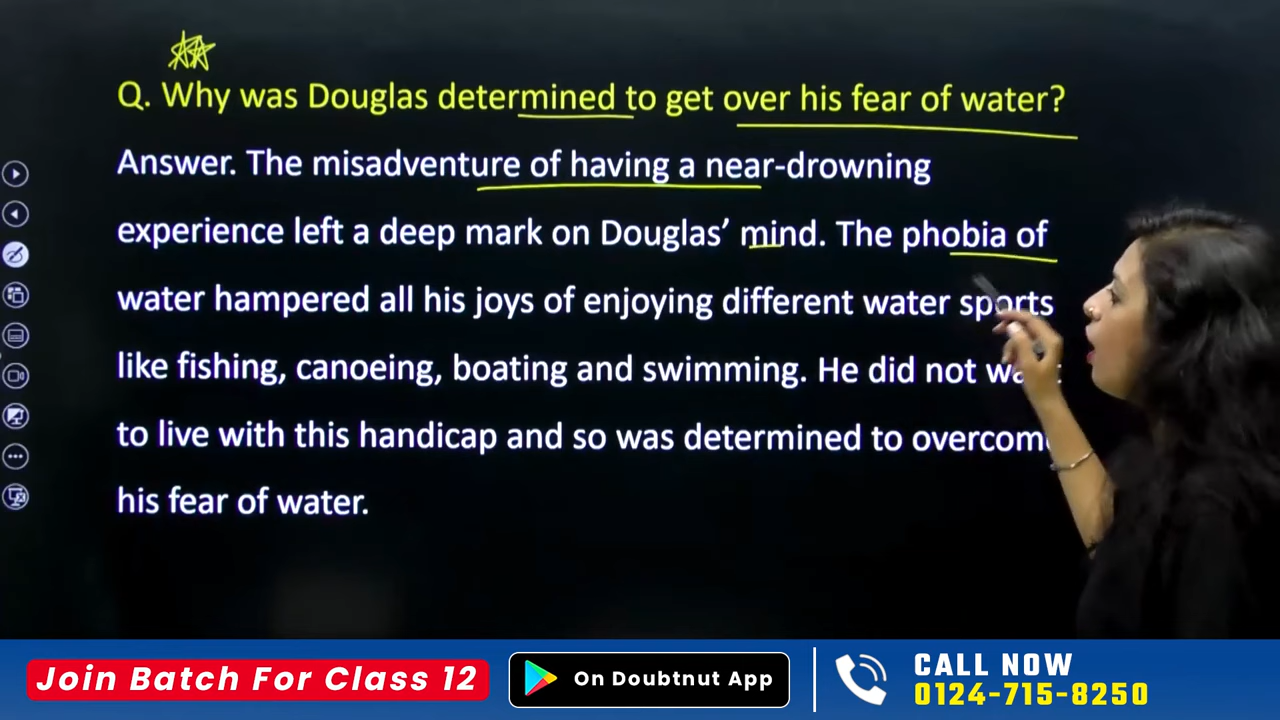 Q. Why was Douglas determined to get over his fear of water?
Answer. The misadventure of having a near-drowning
experience left a deep mark on Douglas’ mind. The phobia of
water hampered all his joys of enjoying different water sports
like fishing, canoeing, boating and swimming. He did not
to live with this handicap and so was determined to
his fear of water.
Join Batch For Class 12
On Doubtnut App
CALL NOW
0124-715-8250